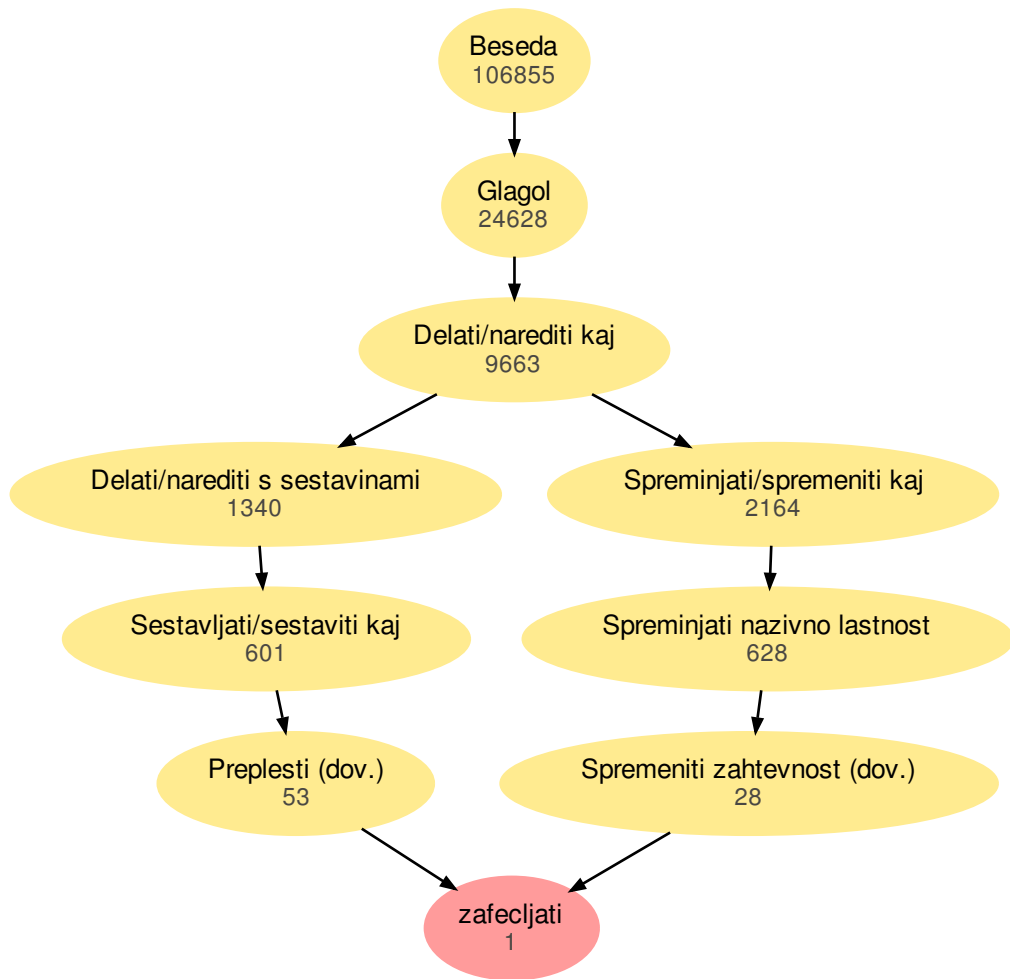 Beseda
106855
Glagol
24628
Delati/narediti kaj
9663
Delati/narediti s sestavinami
1340
Spreminjati/spremeniti kaj
2164
Sestavljati/sestaviti kaj
601
Spreminjati nazivno lastnost
628
Preplesti (dov.)
53
Spremeniti zahtevnost (dov.)
28
zafecljati
1